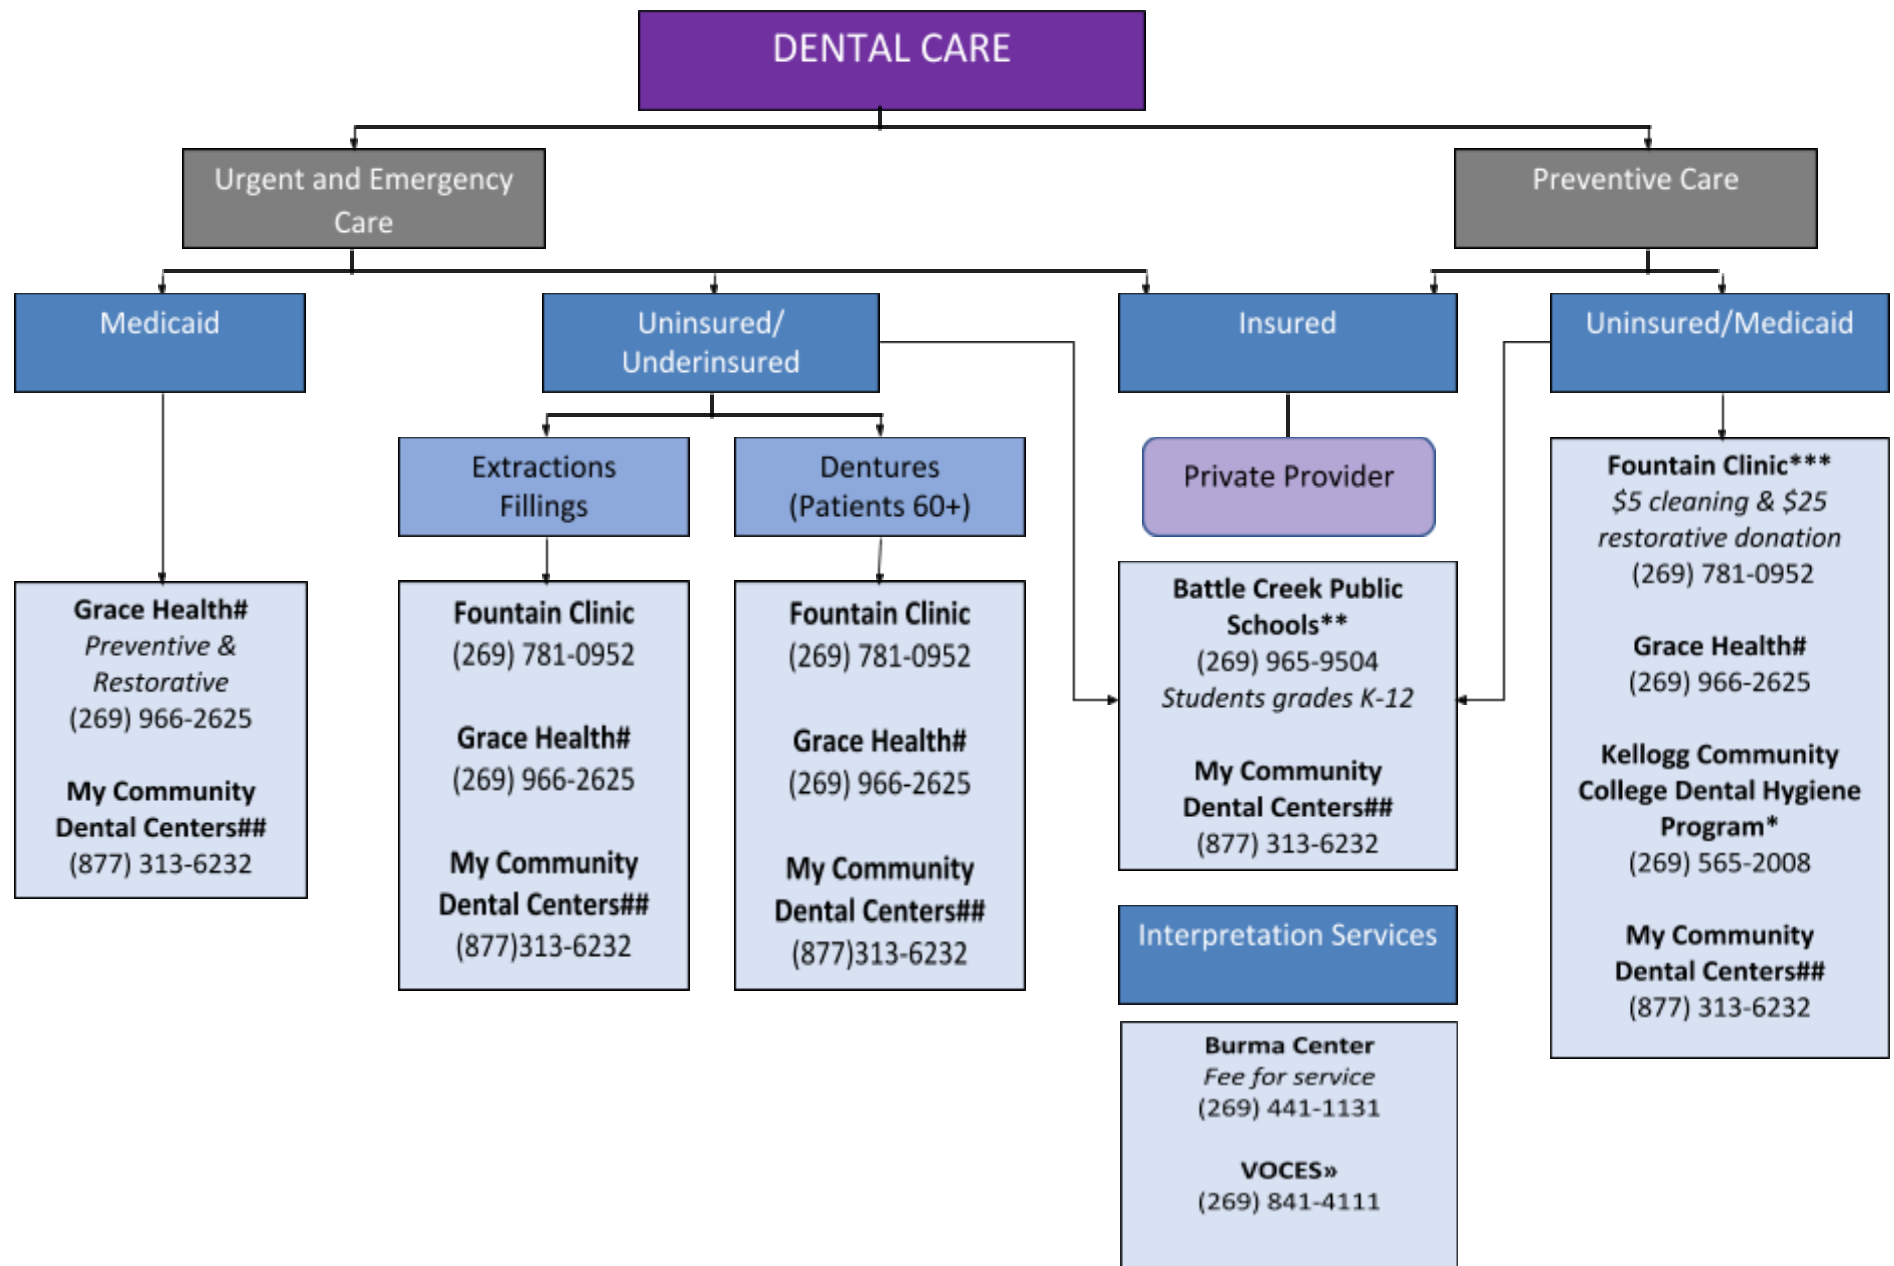 DENTAL CARE
Urgent and Emergency
Care
Preventive Care
Medicaid
Uninsured/
Underinsured
Insured
Uninsured/Medicaid
Extractions
Fillings
Dentures
(Patients 60+)
Private Provider
Grace Health#
Preventive &
Restorative
(269) 966-2625
My Community
Dental Centers##
(877) 313-6232
Fountain Clinic
(269) 781-0952
Grace Health#
(269) 966-2625
My Community
Dental Centers##
(877)313-6232
Fountain Clinic
(269) 781-0952
Grace Health#
(269) 966-2625
My Community
Dental Centers##
(877)313-6232
Battle Creek Public
Schools**
(269) 965-9504
Students grades K-12
My Community
Dental Centers##
(877) 313-6232
Fountain Clinic***
$5 cleaning & $25
restorative donation
(269) 781-0952
Grace Health#
(269) 966-2625
Kellogg Community
College Dental Hygiene
Program*
(269) 565-2008
My Community
Dental Centers##
(877) 313-6232
Interpretation Services
Burma Center
Fee for service
(269) 441-1131
VOCES»
(269) 841-4111